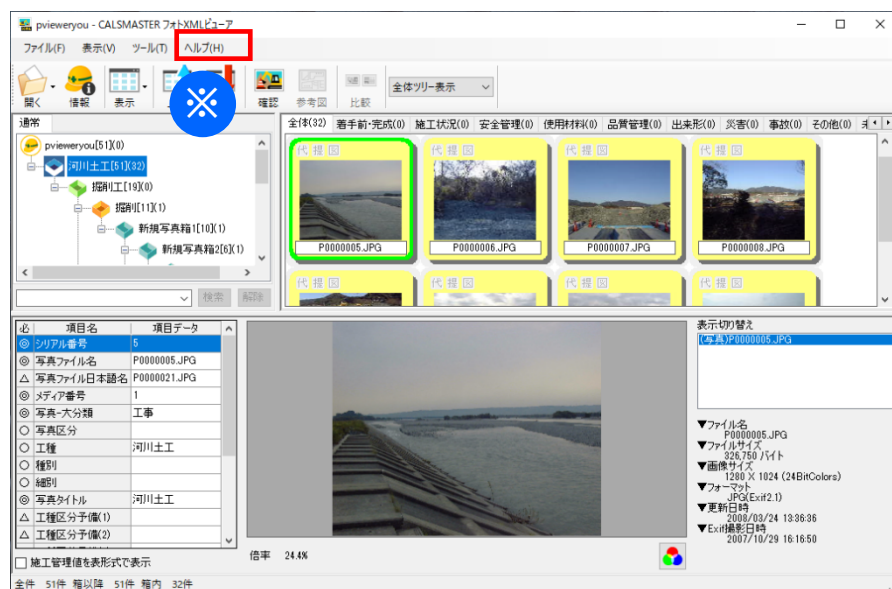 pvieweryou - CALSMASTER フォトXMLビューア
ファイル(F) 表示(V) ツール(T) ヘルプ(H)
開く 情報 表示 ※ 確認 参考図 比較 全体ツリー表示
通常
全体(32) 着手前・完成(0) 施工状況(0) 安全管理(0) 使用材料(0) 品質管理(0) 出来形(0) 災害(0) 事故(0) その他(0)
pvieweryou[51](0)
河川土工[51](32)
掘削工[19](0)
掘削[11](1)
新規写真箱1[10](1)
新規写真箱2[6](1)
検索 解除
代 提 図 代 提 図 代 提 図 代 提 図
P0000005.JPG P0000006.JPG P0000007.JPG P0000008.JPG
代 提 図 代 提 図 代 提 図 代 提 図
必 項目名 項目データ
◎ シリアル番号 5
◎ 写真ファイル名 P0000005.JPG
△ 写真ファイル日本語名 P0000021.JPG
◎ メディア番号 1
◎ 写真-大分類 工事
○ 写真区分
○ 工種 河川土工
○ 種別
○ 細別
◎ 写真タイトル 河川土工
△ 工種区分予備(1)
△ 工種区分予備(2)
施工管理値を表形式で表示
倍率 24.4%
表示切り替え
(写真)P0000005.JPG
▼ファイル名
P0000005.JPG
▼ファイルサイズ
326,750 バイト
▼画像サイズ
1280 X 1024 (24BitColors)
▼フォーマット
JPG(Exif2.1)
▼更新日時
2008/03/24 13:36:36
▼Exif撮影日時
2007/10/29 16:16:50
全件 51件 箱以降 51件 箱内 32件